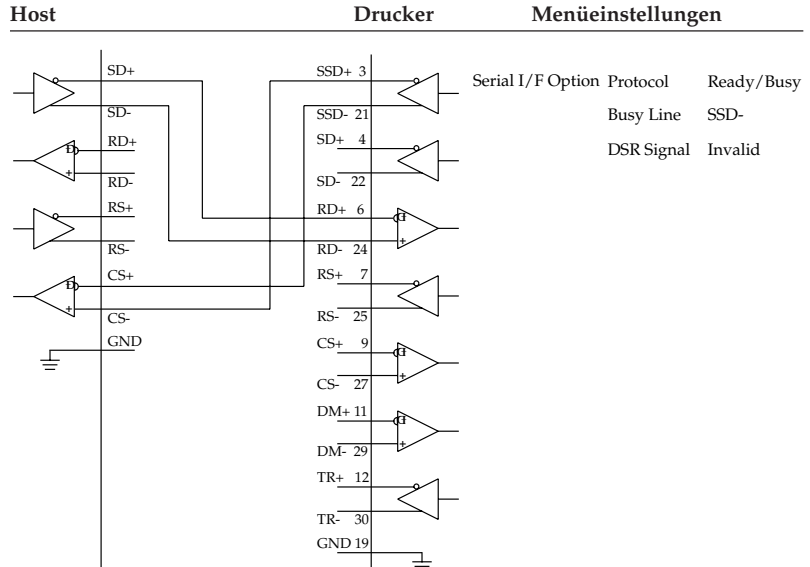 Host Drucker Menüeinstellungen
SD+ SSD+ 3 Serial I/F Option Protocol Ready/Busy
SD- SSD- 21 Busy Line SSD-
RD+ SD+ 4 DSR Signal Invalid
RD- SD- 22
RS+ RD+ 6
RS- RD- 24
CS+ RS+ 7
CS- RS- 25
GND CS+ 9
CS- 27
DM+ 11
DM- 29
TR+ 12
TR- 30
GND 19